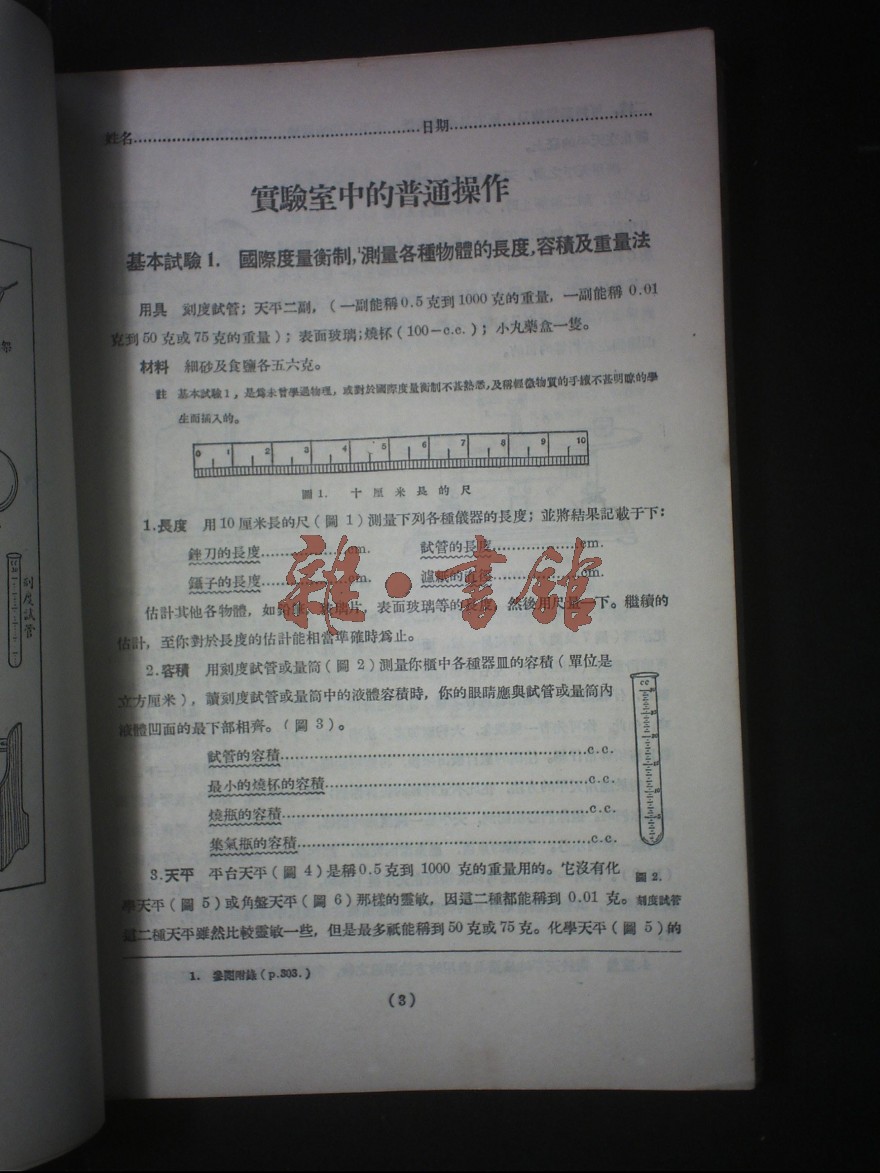 姓名........................日期........................
實驗室中的普通操作
基本試驗1. 國際度量衡制,¹測量各種物體的長度,容積及重量法
用具 刻度試管；天平二副,（一副能稱0.5克到1000克的重量,一副能稱0.01
克到50克或75克的重量）；表面玻璃;燒杯（100-c.c.）；小丸藥盒一隻。
材料 細砂及食鹽各五六克。
註 基本試驗1,是爲未曾學過物理,或對於國際度量衡制不甚熟悉,及稱輕微物質的手續不甚明瞭的學
生而插入的。
0 1 2 3 4 5 6 7 8 9 10
圖1. 十厘米長的尺
1.長度 用10厘米長的尺（圖1）測量下列各種儀器的長度；並將結果記載于下：
銼刀的長度............cm. 試管的長度............cm.
鑷子的長度............cm. 濾紙的直徑............cm.
估計其他各物體,如鉛筆,玻璃片,表面玻璃等的長度,然後用尺量一下。繼續的
估計,至你對於長度的估計能相當準確時爲止。
2.容積 用刻度試管或量筒（圖2）測量你櫃中各種器皿的容積（單位是
立方厘米）,讀刻度試管或量筒中的液體容積時,你的眼睛應與試管或量筒內
液體凹面的最下部相齊。（圖3）。
試管的容積........................c.c.
最小的燒杯的容積........................c.c.
燒瓶的容積........................c.c.
集氣瓶的容積........................c.c.
CC
圖2.
刻度試管
3.天平 平台天平（圖4）是稱0.5克到1000克的重量用的。它沒有化
學天平（圖5）或角盤天平（圖6）那樣的靈敏,因這二種都能稱到0.01克。
這二種天平雖然比較靈敏一些,但是最多祇能稱到50克或75克。化學天平（圖5）的
1. 參閱附錄(p.303.)
(3)
刻度試管
雜·書館